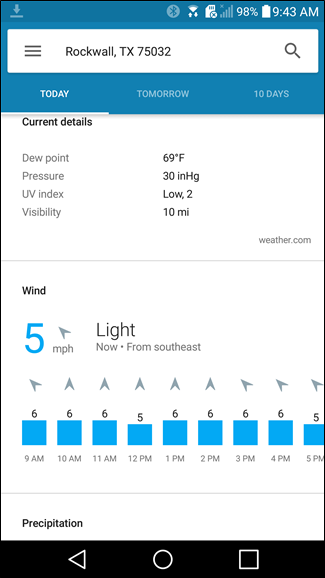 98% 9:43 AM
Rockwall, TX 75032
TODAY TOMORROW 10 DAYS
Current details
Dew point 69°F
Pressure 30 inHg
UV index Low, 2
Visibility 10 mi
weather.com
Wind
5 mph Light
Now • From southeast
6 6 6 5 6 6 6 6 5
9 AM 10 AM 11 AM 12 PM 1 PM 2 PM 3 PM 4 PM 5 PM
Precipitation